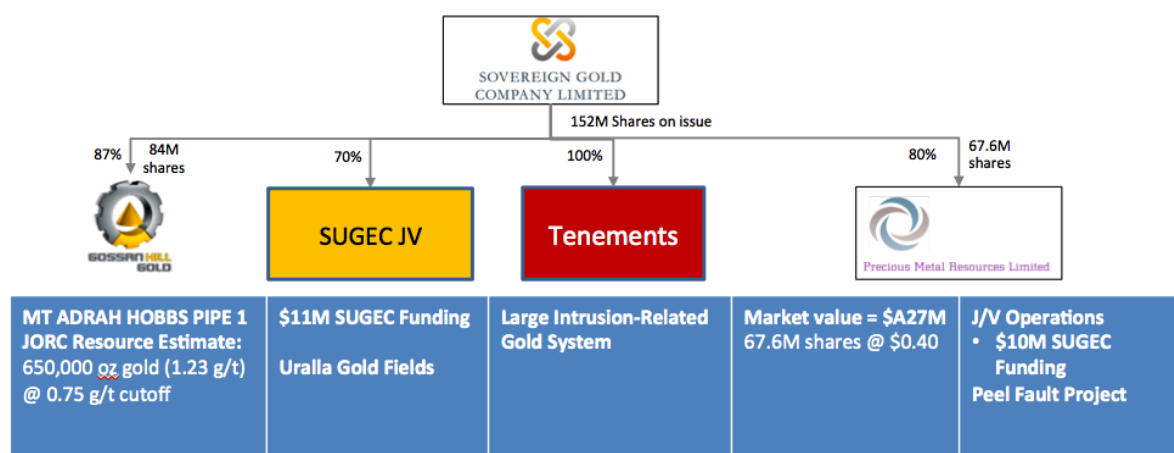 SOVEREIGN GOLD
COMPANY LIMITED
152M Shares on issue
87%
84M
shares
70%
100%
80%
67.6M
shares
GOSSAN HILL
GOLD
SUGEC JV
Tenements
Precious Metal Resources Limited
MT ADRAH HOBBS PIPE 1
JORC Resource Estimate:
650,000 oz gold (1.23 g/t)
@ 0.75 g/t cutoff
$11M SUGEC Funding
Uralla Gold Fields
Large Intrusion-Related
Gold System
Market value = $A27M
67.6M shares @ $0.40
J/V Operations
• $10M SUGEC
Funding
Peel Fault Project